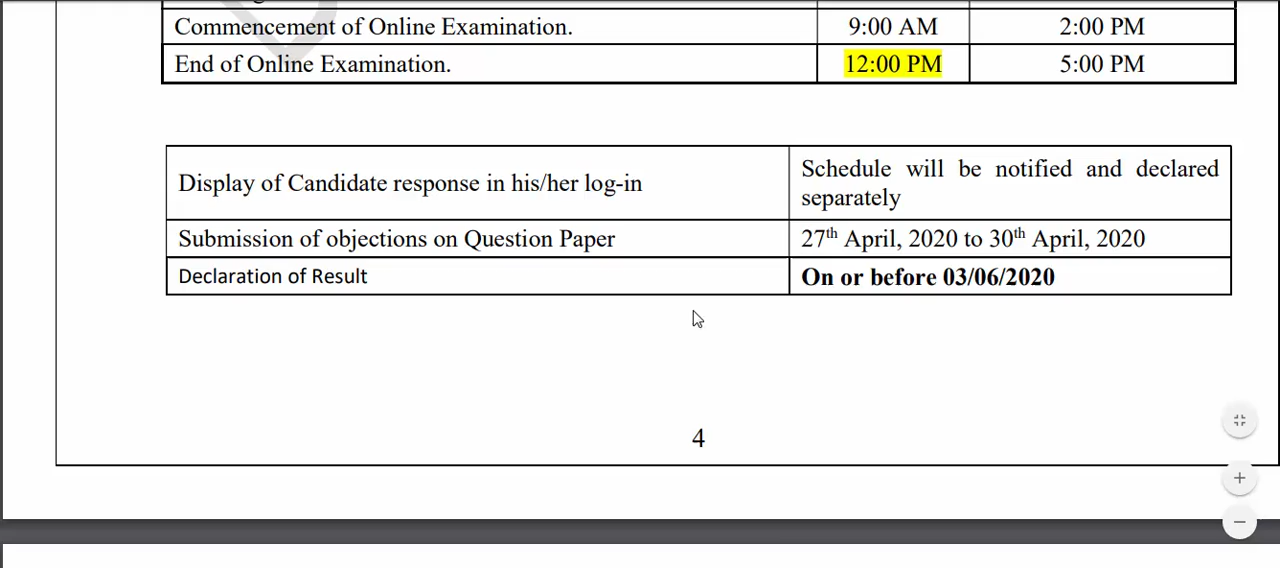 Commencement of Online Examination. 9:00 AM 2:00 PM
End of Online Examination. 12:00 PM 5:00 PM
Display of Candidate response in his/her log-in Schedule will be notified and declared
separately
Submission of objections on Question Paper 27th April, 2020 to 30th April, 2020
Declaration of Result On or before 03/06/2020
4